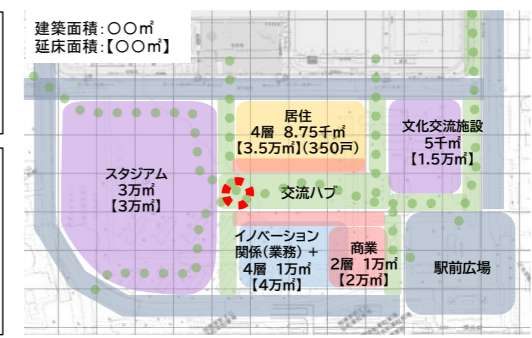 建築面積:〇〇㎡
延床面積:【〇〇㎡】
居住
4層 8.75千㎡
【3.5万㎡】(350戸)
文化交流施設
5千㎡
【1.5万㎡】
スタジアム
3万㎡
【3万㎡】
交流ハブ
イノベーション
関係(業務) +
4層 1万㎡
【4万㎡】
商業
2層 1万㎡
【2万㎡】
駅前広場